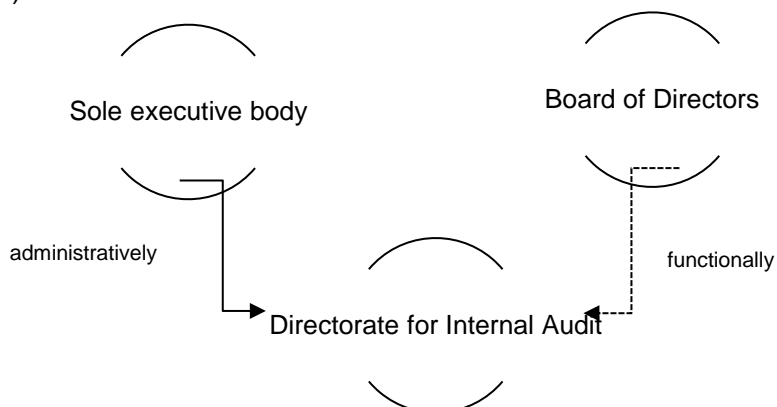 )
Sole executive body
Board of Directors
administratively
functionally
Directorate for Internal Audit